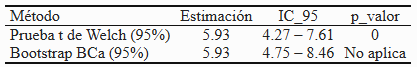 Método Estimación IC_95 p_valor
Prueba t de Welch (95%) 5.93 4.27 – 7.61 0
Bootstrap BCa (95%) 5.93 4.75 – 8.46 No aplica